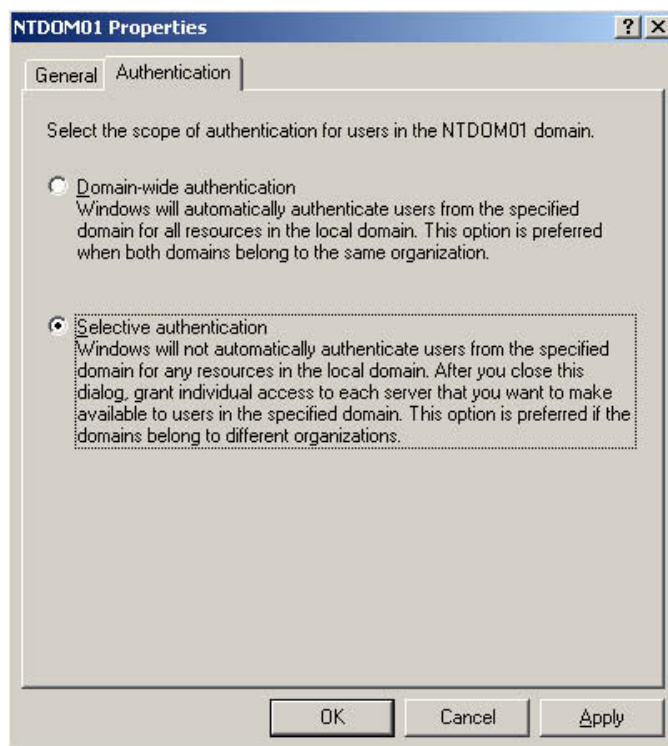 NTDOM01 Properties
General
Authentication
Select the scope of authentication for users in the NTDOM01 domain.
Domain-wide authentication
Windows will automatically authenticate users from the specified
domain for all resources in the local domain. This option is preferred
when both domains belong to the same organization.
Selective authentication
Windows will not automatically authenticate users from the specified
domain for any resources in the local domain. After you close this
dialog, grant individual access to each server that you want to make
available to users in the specified domain. This option is preferred if the
domains belong to different organizations.
OK
Cancel
Apply